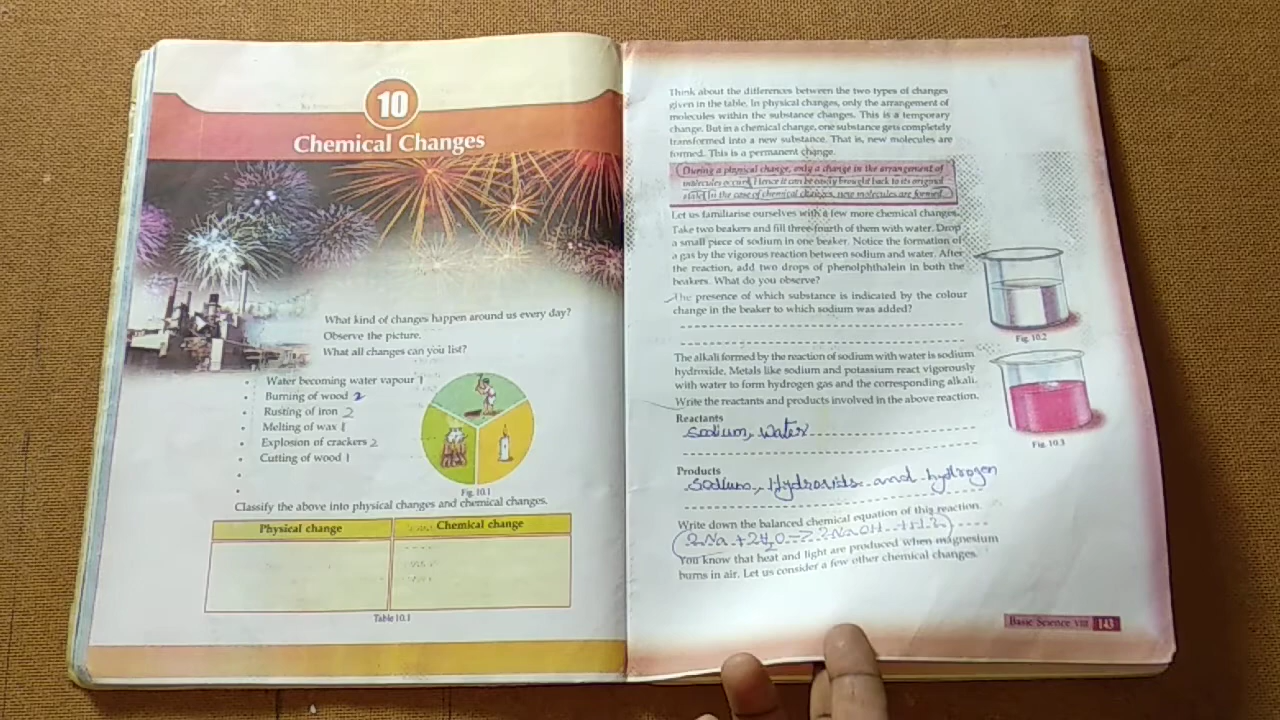 10
Chemical Changes
What kind of changes happen around us every day?
Observe the picture.
What all changes can you list?
• Water becoming water vapour 1
• Burning of wood 2
• Rusting of iron 2
• Melting of wax 1
• Explosion of crackers 2
• Cutting of wood 1
•
•
Fig. 10.1
Classify the above into physical changes and chemical changes.
Physical change Chemical change
Table 10.1
Think about the differences between the two types of changes
given in the table. In physical changes, only the arrangement of
molecules within the substance changes. This is a temporary
change. But in a chemical change, one substance gets completely
transformed into a new substance. That is, new molecules are
formed. This is a permanent change.
During a physical change, only a change in the arrangement of
molecules occurs. Hence it can be easily brought back to its original
state. In the case of chemical changes, new molecules are formed.
Let us familiarise ourselves with a few more chemical changes.
Take two beakers and fill three-fourth of them with water. Drop
a small piece of sodium in one beaker. Notice the formation of
a gas by the vigorous reaction between sodium and water. After
the reaction, add two drops of phenolphthalein in both the
beakers. What do you observe?
The presence of which substance is indicated by the colour
change in the beaker to which sodium was added?
Fig. 10.2
The alkali formed by the reaction of sodium with water is sodium
hydroxide. Metals like sodium and potassium react vigorously
with water to form hydrogen gas and the corresponding alkali.
Write the reactants and products involved in the above reaction.
Fig. 10.3
Reactants
Sodium, Water
Products
Sodium, Hydroxide and hydrogen
Write down the balanced chemical equation of this reaction.
2Na + 2H2O → 2NaOH + H2
You know that heat and light are produced when magnesium
burns in air. Let us consider a few other chemical changes.
Basic Science VIII 143